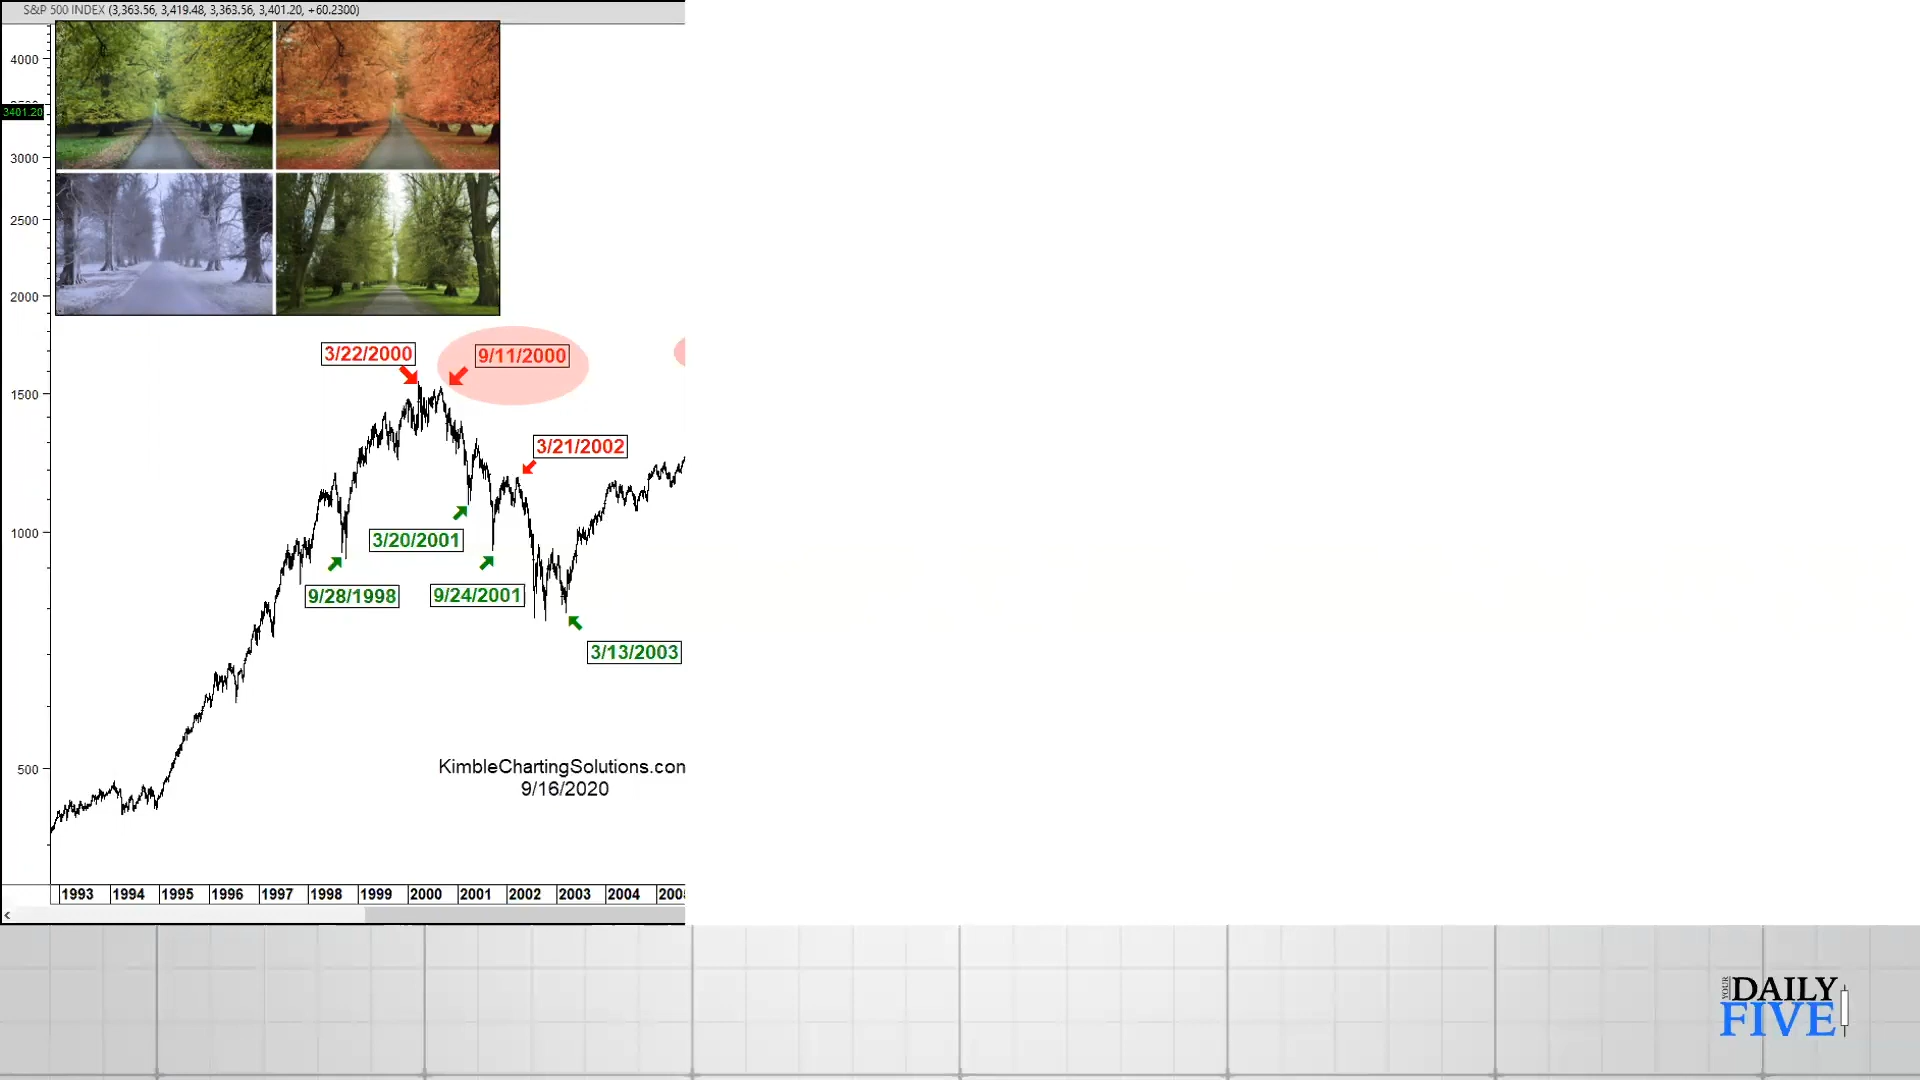 S&P 500 INDEX (3,363.56, 3,419.48, 3,363.56, 3,401.20, +60.2300)
4000
3401.20
3000
2500
2000
3/22/2000
9/11/2000
1500
3/21/2002
1000
3/20/2001
9/28/1998
9/24/2001
3/13/2003
500
KimbleChartingSolutions.com
9/16/2020
1993 1994 1995 1996 1997 1998 1999 2000 2001 2002 2003 2004
YOUR
DAILY
FIVE